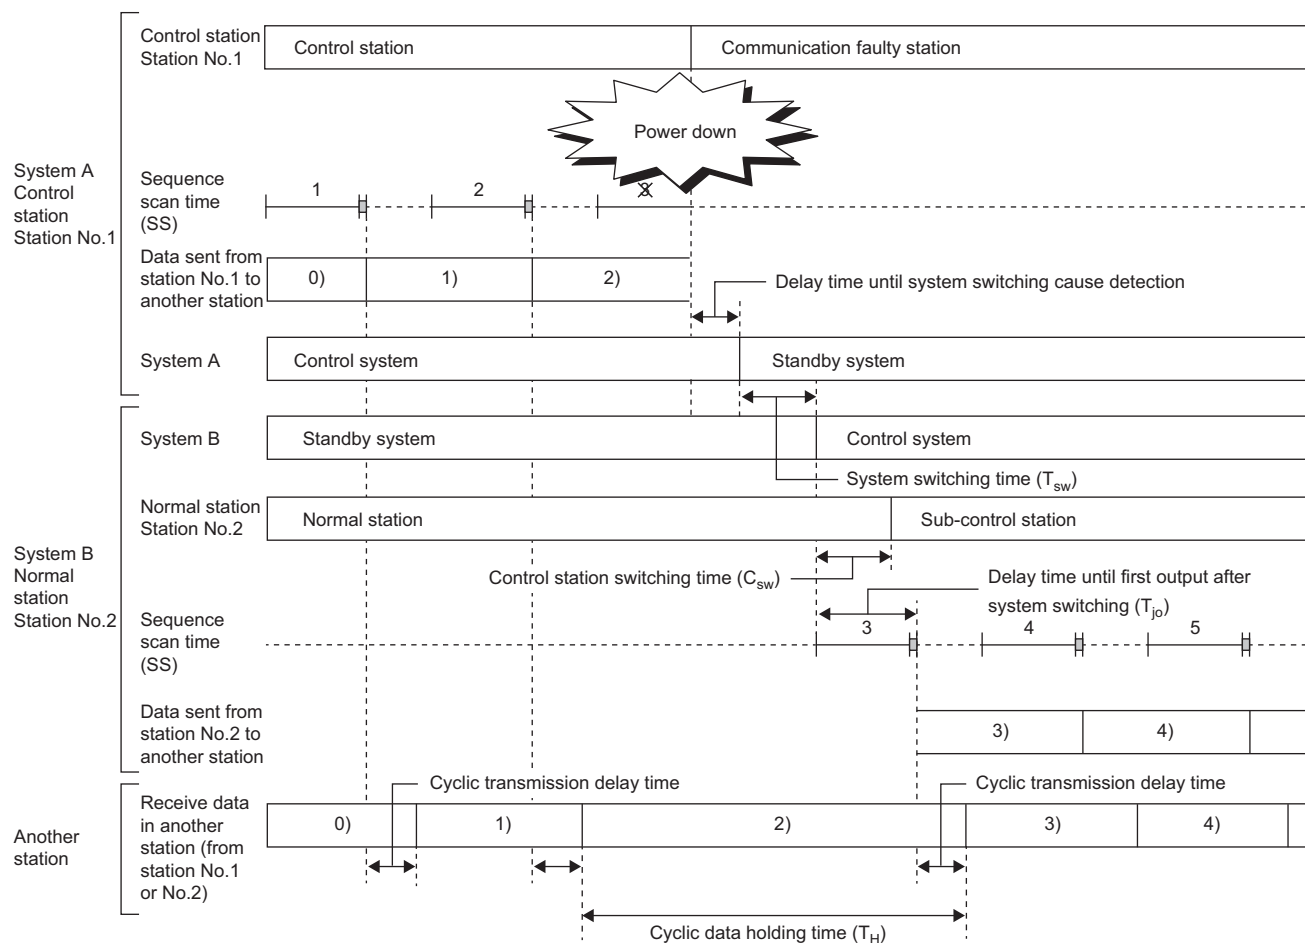 Control station
Station No.1
Control station
Communication faulty station
Power down
System A
Control
station
Station No.1
Sequence
scan time
(SS)
1
2
3
Data sent from
station No.1 to
another station
0)
1)
2)
Delay time until system switching cause detection
System A
Control system
Standby system
System B
Standby system
Control system
System switching time (Tsw)
Normal station
Station No.2
Normal station
Sub-control station
System B
Normal
station
Station No.2
Control station switching time (Csw)
Delay time until first output after
system switching (Tjo)
Sequence
scan time
(SS)
3
4
5
Data sent from
station No.2 to
another station
3)
4)
Cyclic transmission delay time
Cyclic transmission delay time
Another
station
Receive data
in another
station (from
station No.1
or No.2)
0)
1)
2)
3)
4)
Cyclic data holding time (TH)